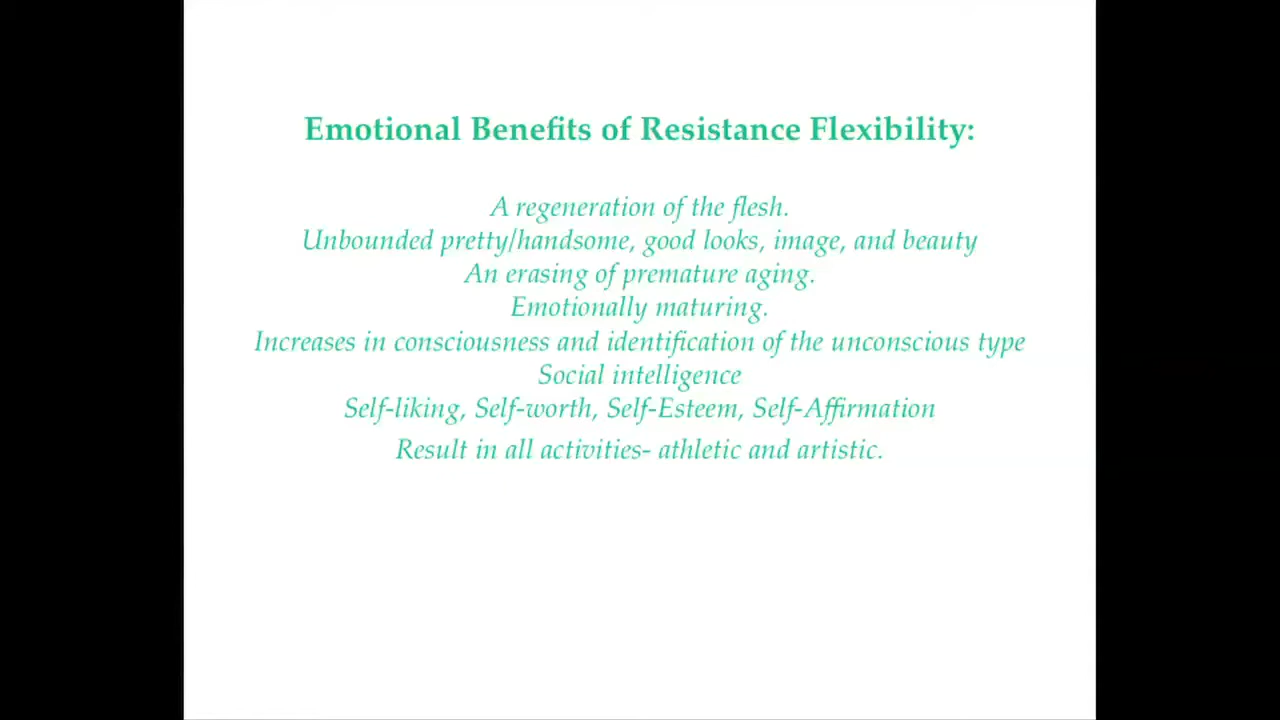 Emotional Benefits of Resistance Flexibility:
A regeneration of the flesh.
Unbounded pretty/handsome, good looks, image, and beauty
An erasing of premature aging.
Emotionally maturing.
Increases in consciousness and identification of the unconscious type
Social intelligence
Self-liking, Self-worth, Self-Esteem, Self-Affirmation
Result in all activities- athletic and artistic.